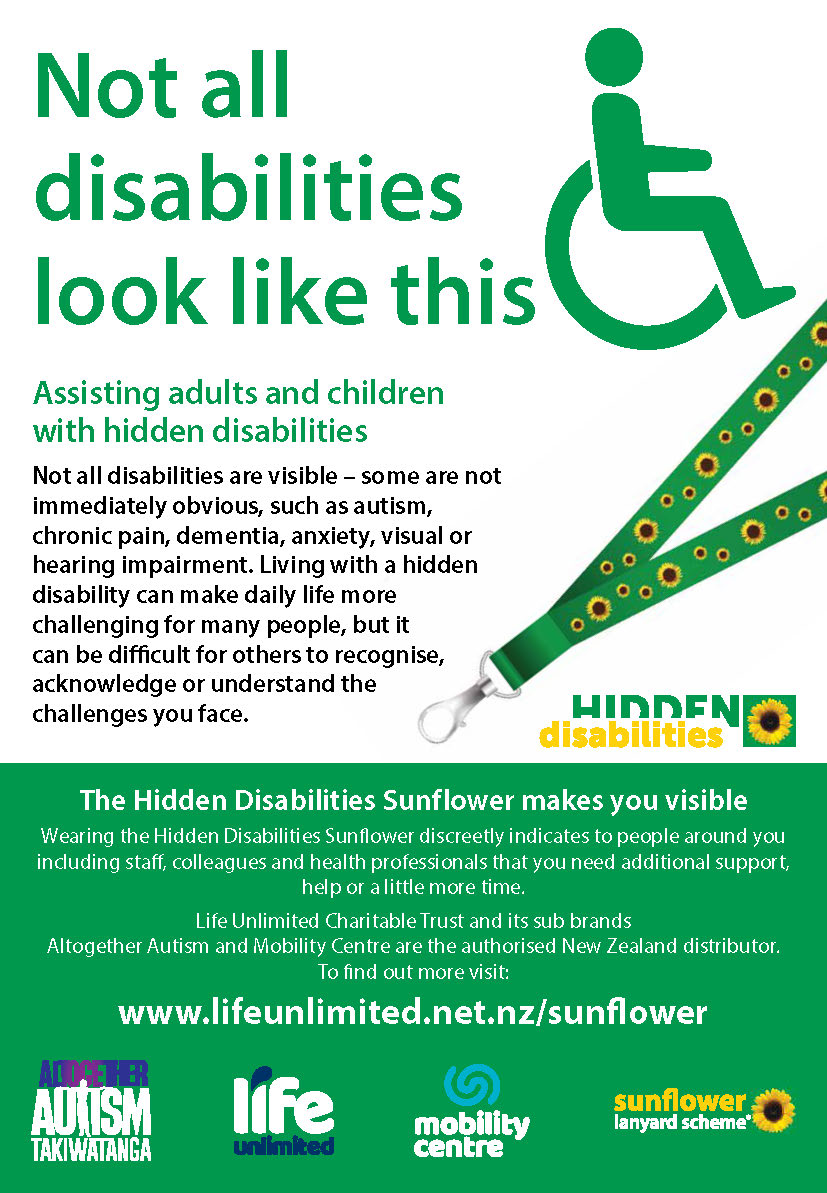 Not all
disabilities
look like this
Assisting adults and children
with hidden disabilities
Not all disabilities are visible – some are not
immediately obvious, such as autism,
chronic pain, dementia, anxiety, visual or
hearing impairment. Living with a hidden
disability can make daily life more
challenging for many people, but it
can be difficult for others to recognise,
acknowledge or understand the
challenges you face.
HIDDEN
disabilities
The Hidden Disabilities Sunflower makes you visible
Wearing the Hidden Disabilities Sunflower discreetly indicates to people around you
including staff, colleagues and health professionals that you need additional support,
help or a little more time.
Life Unlimited Charitable Trust and its sub brands
Altogether Autism and Mobility Centre are the authorised New Zealand distributor.
To find out more visit:
www.lifeunlimited.net.nz/sunflower
ALTOGETHER
AUTISM
TAKIWATANGA
life
unlimited
mobility
centre
sunflower
lanyard scheme*